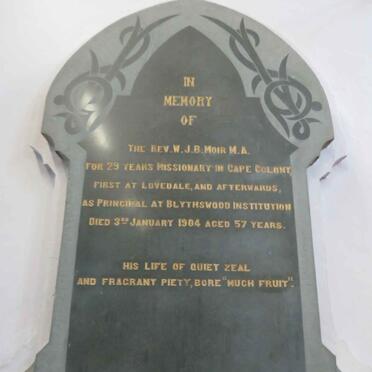 IN
MEMORY
OF
THE REV. W. J. B. MOIR M.A.
FOR 29 YEARS MISSIONARY IN CAPE COLONY,
FIRST AT LOVEDALE, AND AFTERWARDS,
AS PRINCIPAL AT BLYTHSWOOD INSTITUTION
DIED 3RD JANUARY 1904 AGED 57 YEARS.
HIS LIFE OF QUIET ZEAL
AND FRAGRANT PIETY, BORE "MUCH FRUIT".